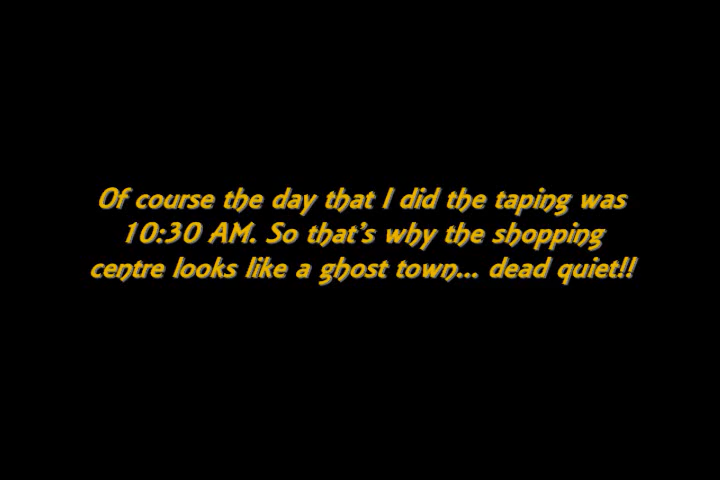 Of course the day that I did the taping was
10:30 AM. So that's why the shopping
centre looks like a ghost town... dead quiet!!